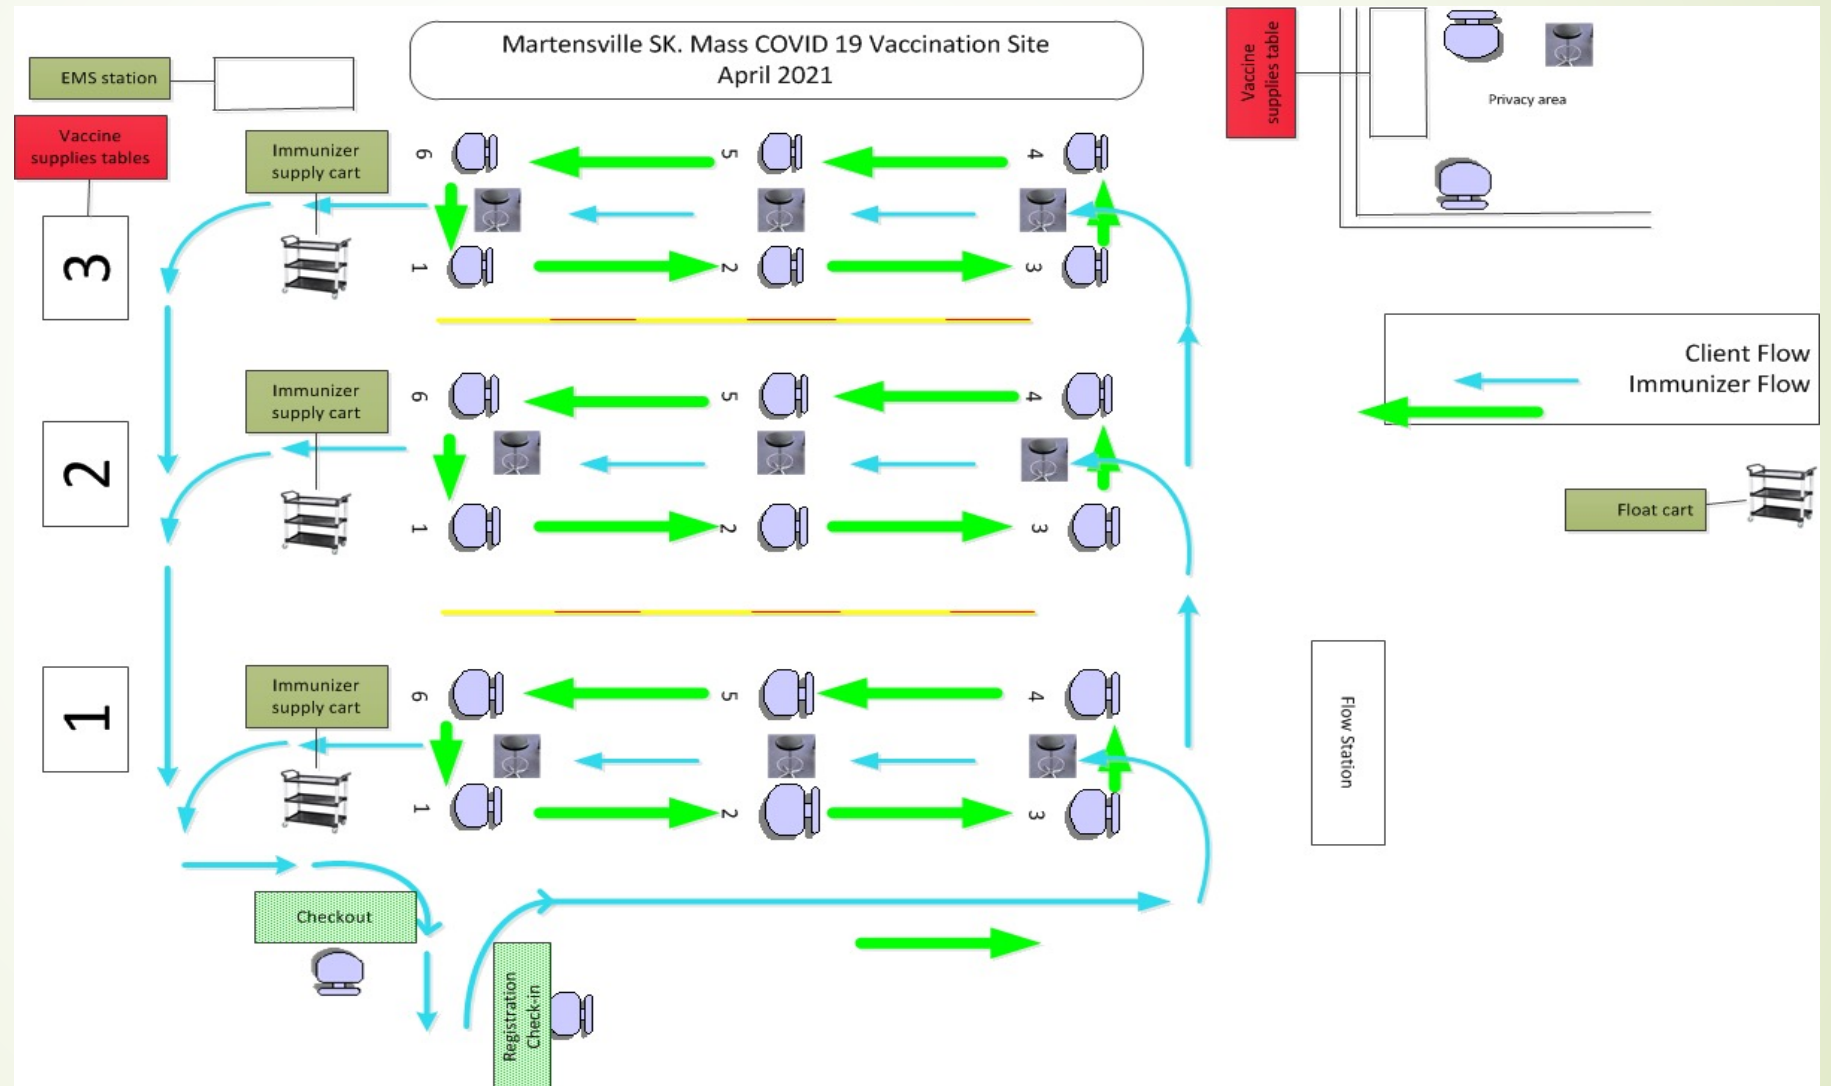 Martensville SK. Mass COVID 19 Vaccination Site
April 2021
EMS station
Vaccine
supplies tables
Vaccine
supplies table
Privacy area
Immunizer
supply cart
6
5
4
1
2
3
3
Immunizer
supply cart
6
5
4
1
2
3
2
Immunizer
supply cart
6
5
4
1
2
3
1
Client Flow
Immunizer Flow
Float cart
Flow Station
Checkout
Registration
Check-in